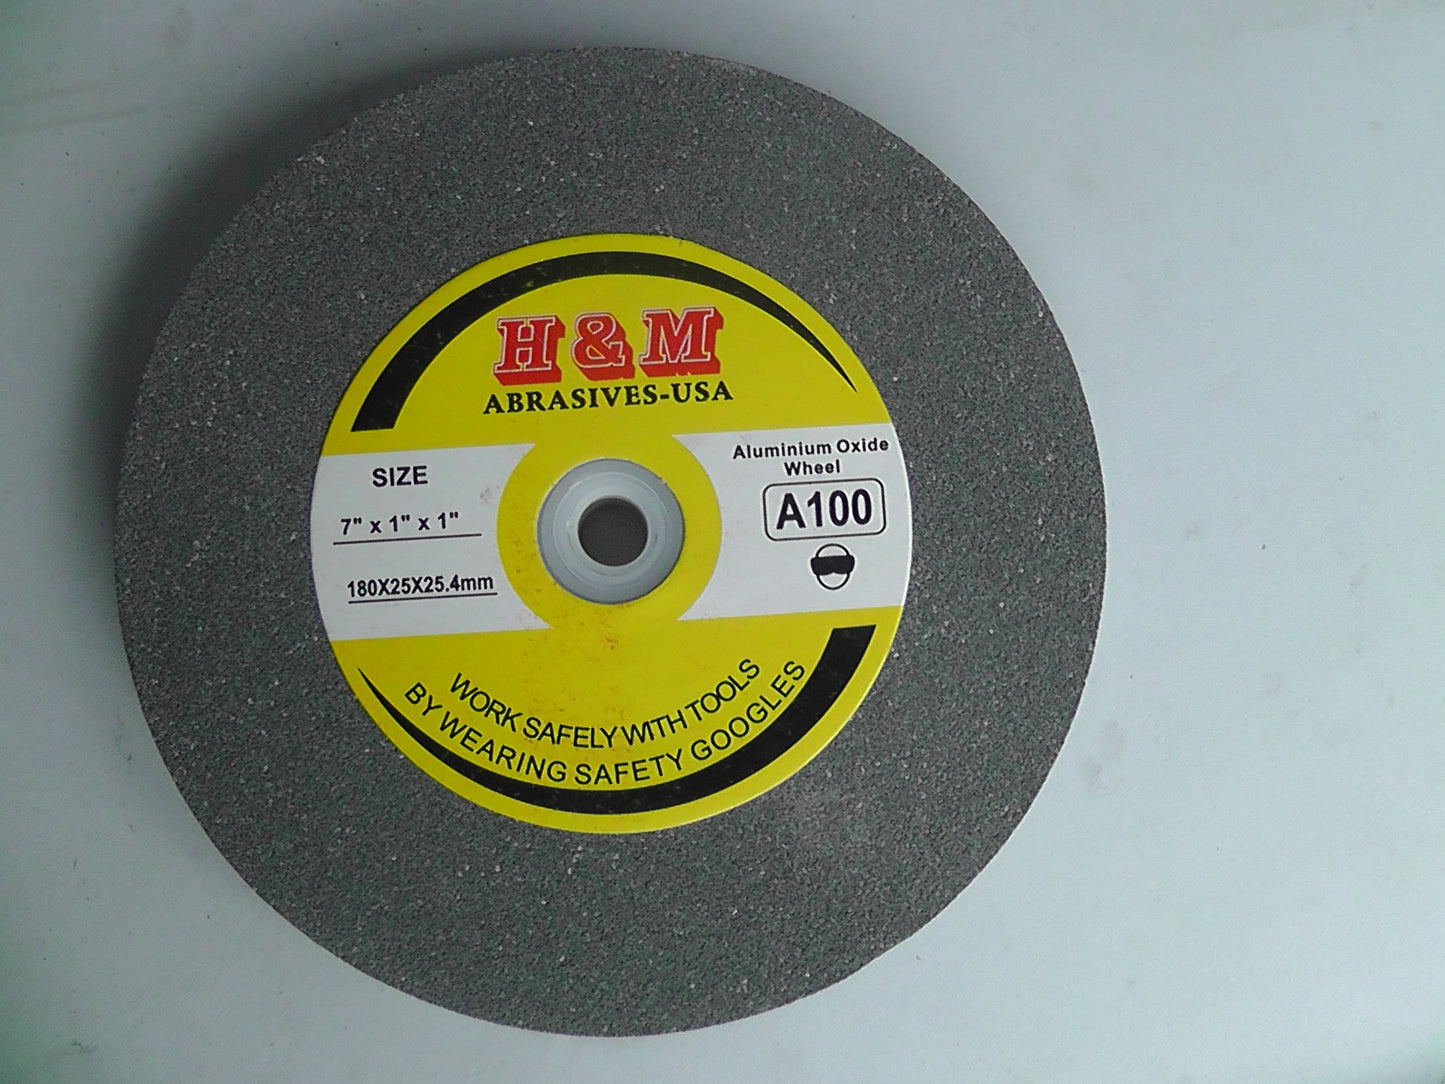 H & M
ABRASIVES-USA
SIZE
7" x 1" x 1"
180X25X25.4mm
Aluminium Oxide
Wheel
A100
WORK SAFELY WITH TOOLS
BY WEARING SAFETY GOOGLES